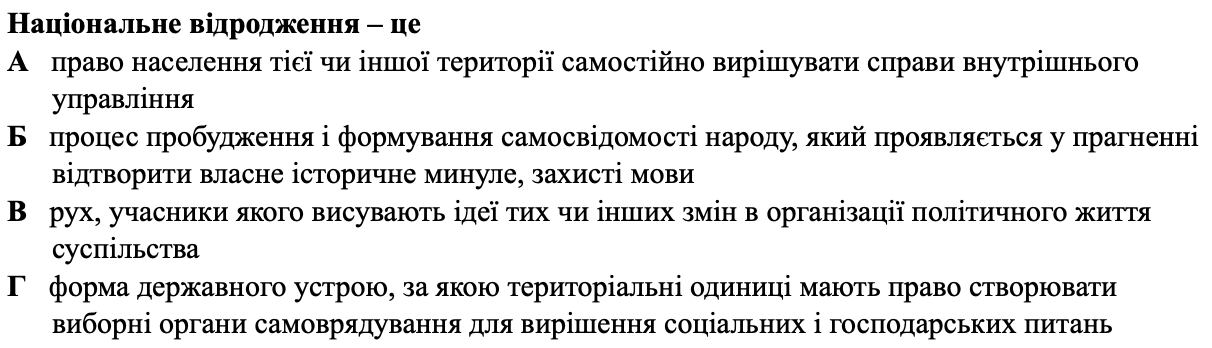 Національне відродження – це
А право населення тієї чи іншої території самостійно вирішувати справи внутрішнього
управління
Б процес пробудження і формування самосвідомості народу, який проявляється у прагненні
відтворити власне історичне минуле, захисті мови
В рух, учасники якого висувають ідеї тих чи інших змін в організації політичного життя
суспільства
Г форма державного устрою, за якою територіальні одиниці мають право створювати
виборні органи самоврядування для вирішення соціальних і господарських питань